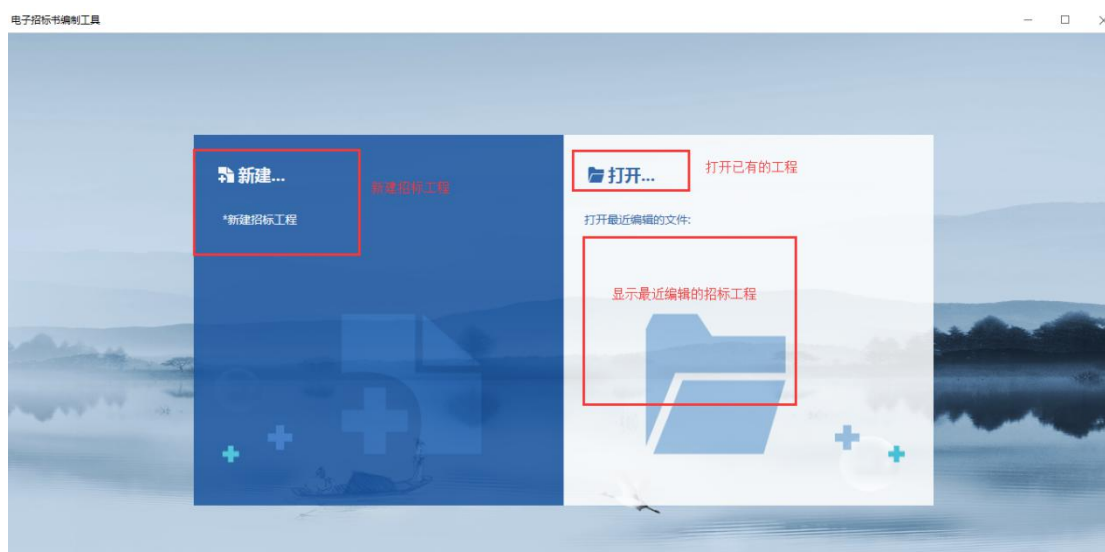 电子招标书编制工具
新建...
新建招标工程
*新建招标工程
打开...
打开已有的工程
打开最近编辑的文件:
显示最近编辑的招标工程